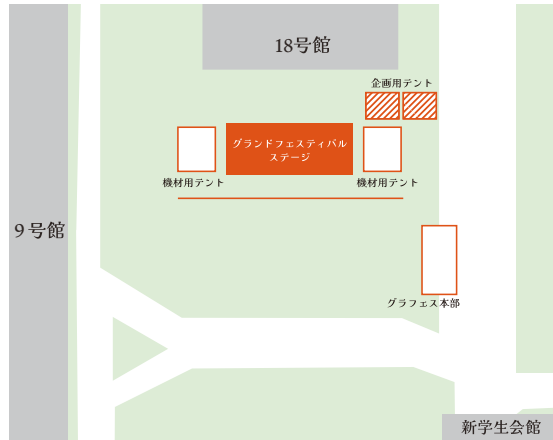 18号館
企画用テント
グランドフェスティバル
ステージ
機材用テント
機材用テント
9号館
グラフェス本部
新学生会館